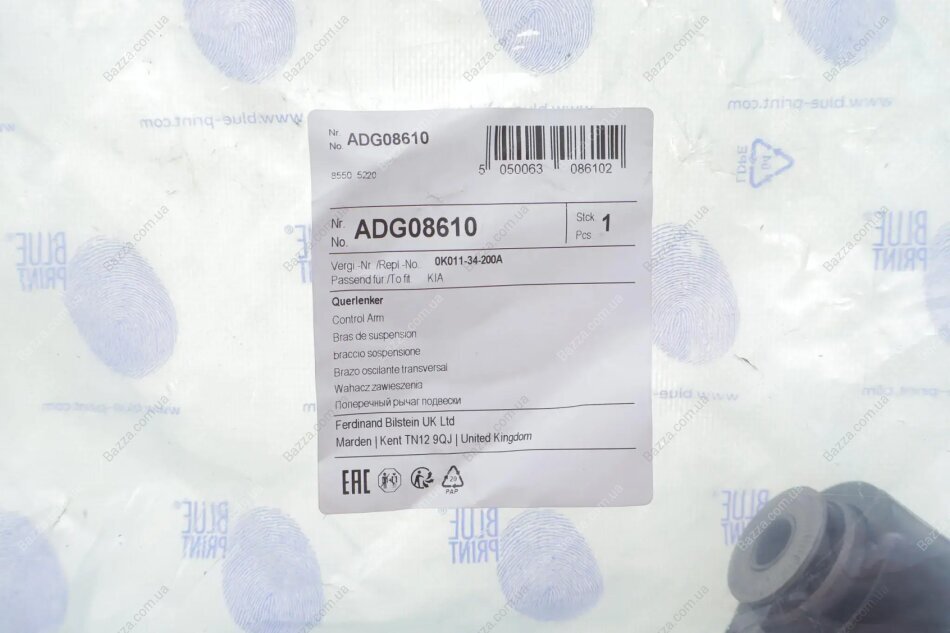 Nr.
No. ADG08610
8550 5220
5 050063 086102
Nr.
No. ADG08610
Stck.
Pcs 1
Vergl.-Nr. /Repl.-No. 0K011-34-200A
Passend für /To fit KIA
Querlenker
Control Arm
Bras de suspension
braccio sospensione
Brazo oscilante transversal
Wahacz zawieszenia
Поперечный рычаг подвески
Ferdinand Bilstein UK Ltd
Marden | Kent TN12 9QJ | United Kingdom
EAC
20
PAP
www.blue-print.com
LDPE
04
BLUE
PRINT
Bazza.com.ua